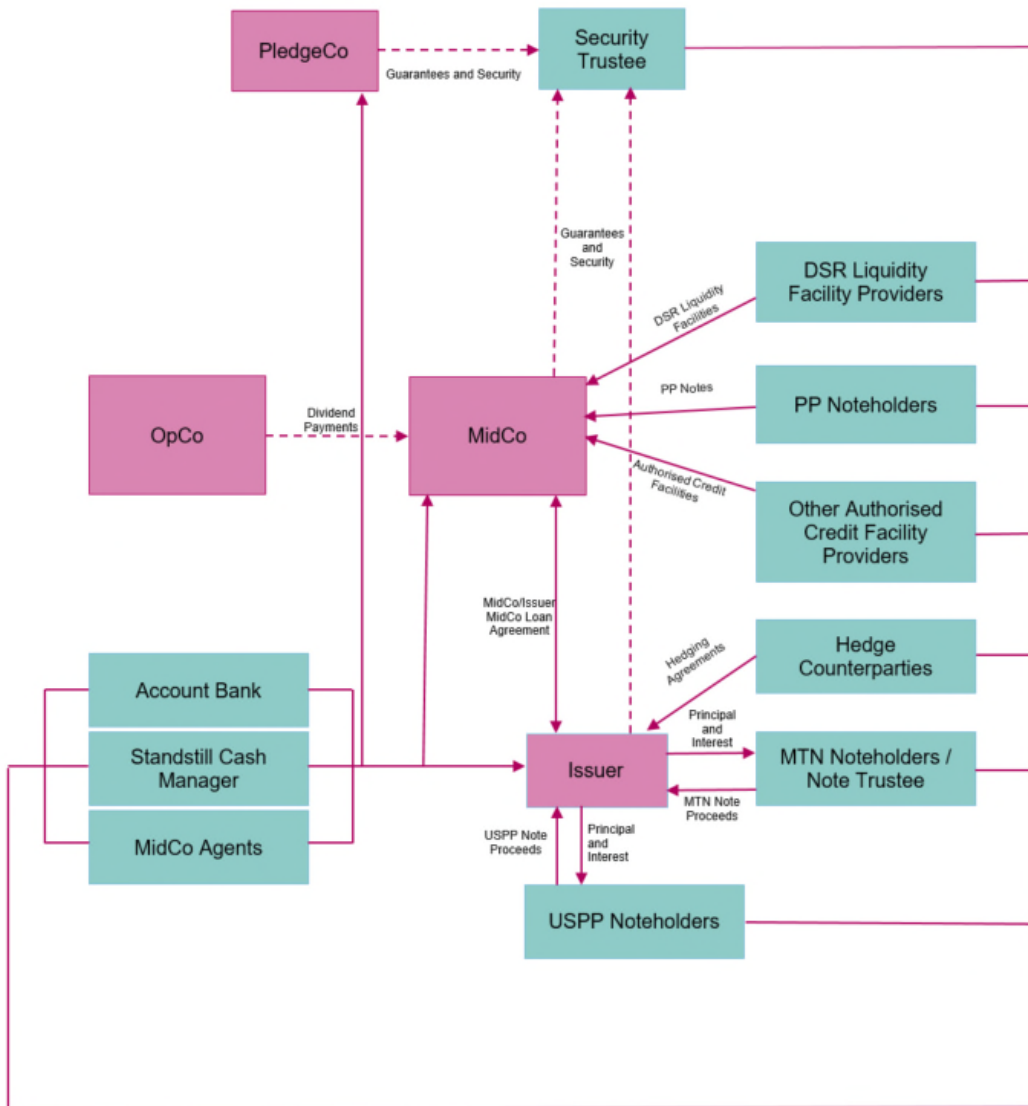 PledgeCo
Guarantees and Security
Security
Trustee
Guarantees
and
Security
DSR Liquidity
Facilities
DSR Liquidity
Facility Providers
OpCo
Dividend
Payments
MidCo
PP Notes
PP Noteholders
Authorised Credit
Facilities
Other Authorised
Credit Facility
Providers
MidCo/Issuer
MidCo Loan
Agreement
Hedging
Agreements
Hedge
Counterparties
Account Bank
Standstill Cash
Manager
MidCo Agents
Issuer
Principal
and
Interest
MTN Noteholders /
Note Trustee
MTN Note
Proceeds
USPP Note
Proceeds
Principal
and
Interest
USPP Noteholders